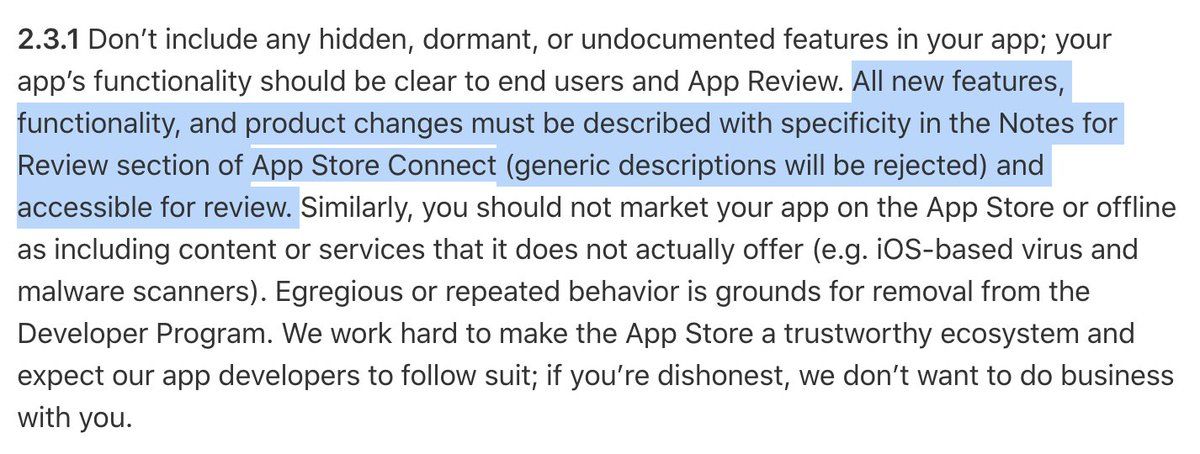 2.3.1 Don’t include any hidden, dormant, or undocumented features in your app; your
app’s functionality should be clear to end users and App Review. All new features,
functionality, and product changes must be described with specificity in the Notes for
Review section of App Store Connect (generic descriptions will be rejected) and
accessible for review. Similarly, you should not market your app on the App Store or offline
as including content or services that it does not actually offer (e.g. iOS-based virus and
malware scanners). Egregious or repeated behavior is grounds for removal from the
Developer Program. We work hard to make the App Store a trustworthy ecosystem and
expect our app developers to follow suit; if you’re dishonest, we don’t want to do business
with you.